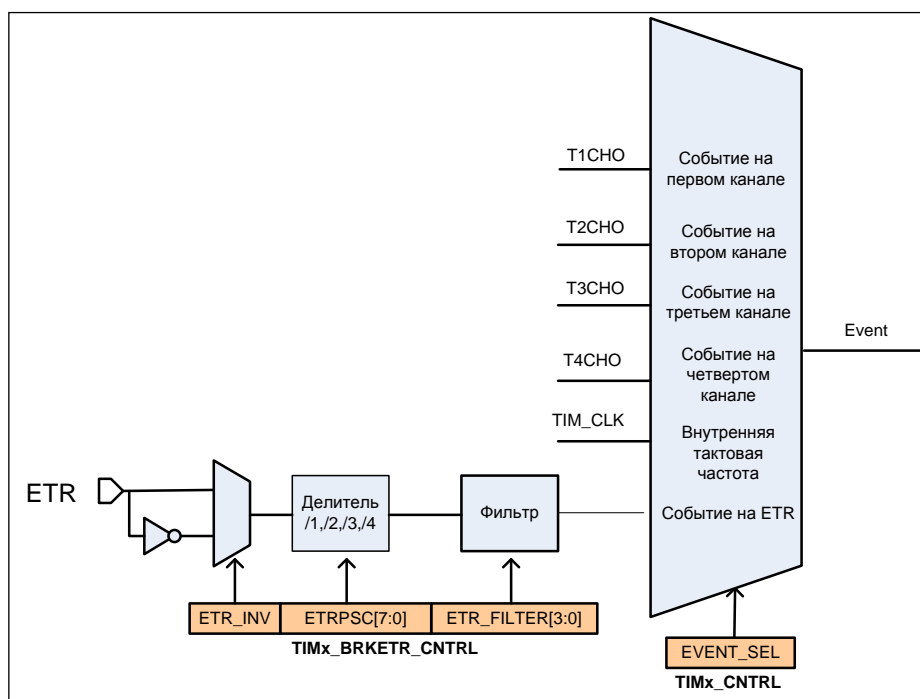 T1CHO
Событие на
первом канале
T2CHO
Событие на
втором канале
T3CHO
Событие на
третьем канале
Event
T4CHO
Событие на
четвертом
канале
TIM_CLK
Внутренняя
тактовая
частота
ETR
Делитель
/1,/2,/3,/4
Фильтр
Событие на ETR
ETR_INV
ETRPSC[7:0]
ETR_FILTER[3:0]
TIMx_BRKETR_CNTRL
EVENT_SEL
TIMx_CNTRL